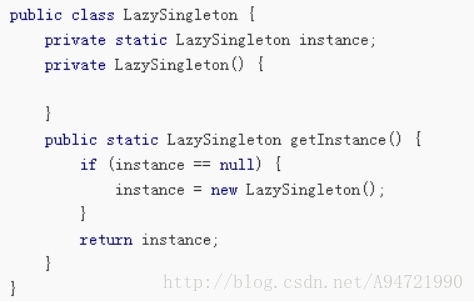 public class LazySingleton {
    private static LazySingleton instance;
    private LazySingleton() {

    }
    public static LazySingleton getInstance() {
        if (instance == null) {
            instance = new LazySingleton();
        }
        return instance;
    }
}
http://blog.csdn.net/A94721990